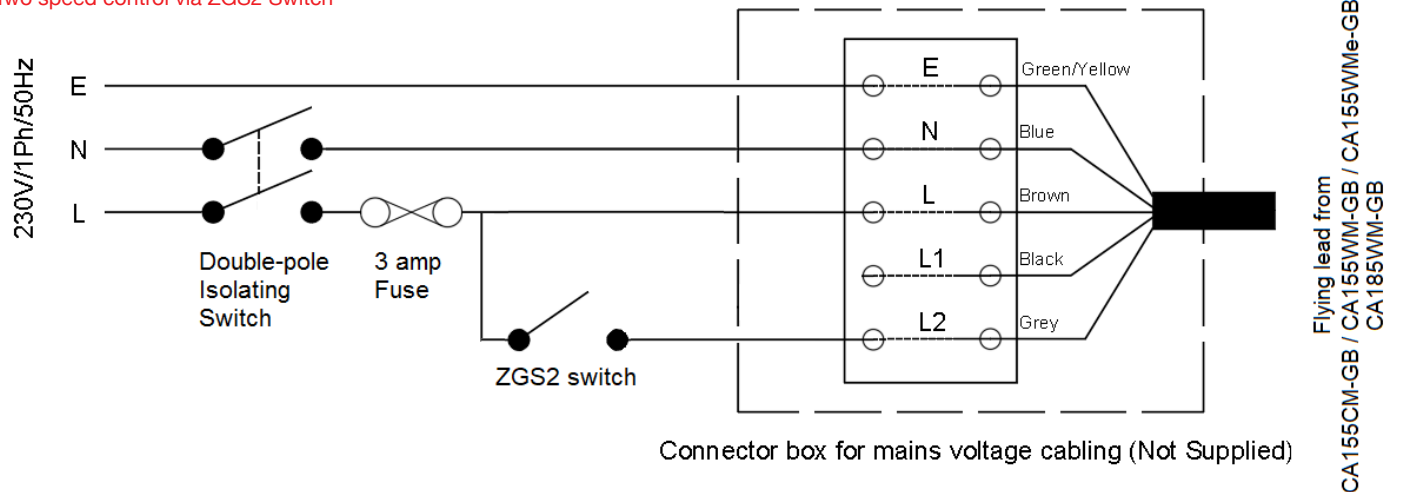 Two speed control via ZGS2 Switch
230V/1Ph/50Hz
E
N
L
Double-pole
Isolating
Switch
3 amp
Fuse
ZGS2 switch
E
Green/Yellow
N
Blue
L
Brown
L1
Black
L2
Grey
Connector box for mains voltage cabling (Not Supplied)
Flying lead from
CA155CM-GB / CA155WM-GB / CA155WMe-GB
CA185WM-GB